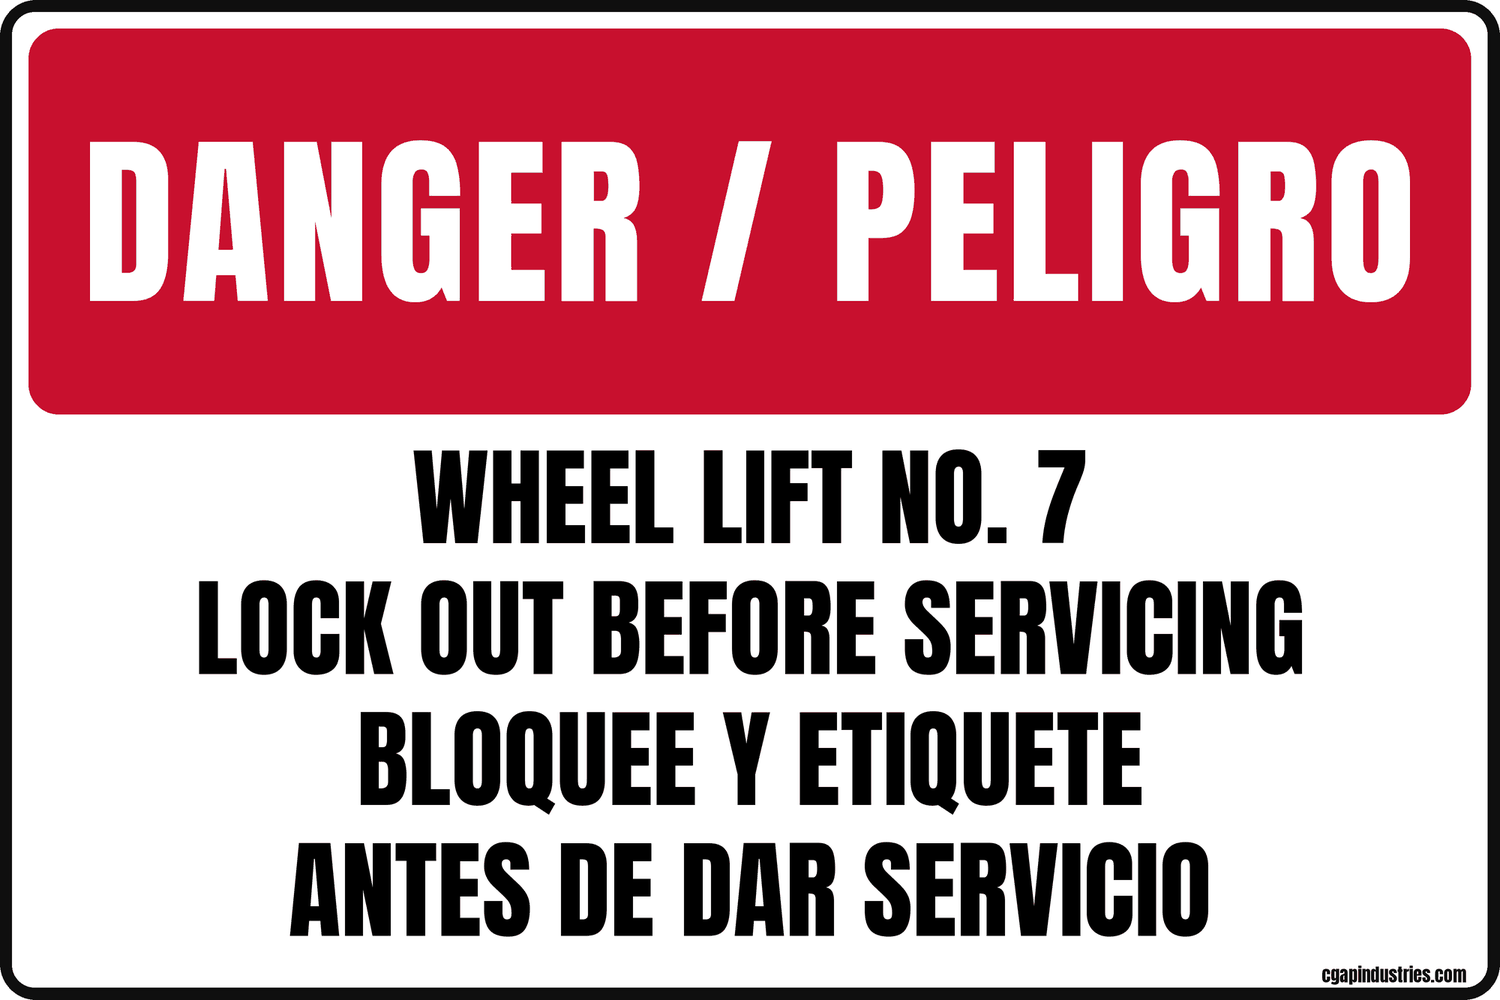 DANGER / PELIGRO
WHEEL LIFT NO. 7
LOCK OUT BEFORE SERVICING
BLOQUEE Y ETIQUETE
ANTES DE DAR SERVICIO
cgapindustries.com